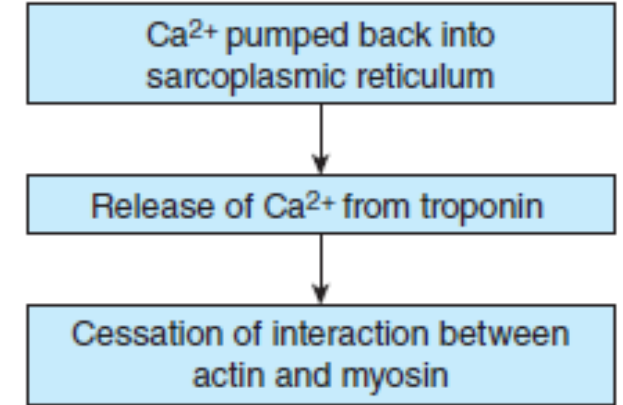 Ca²⁺ pumped back into
sarcoplasmic reticulum
Release of Ca²⁺ from troponin
Cessation of interaction between
actin and myosin